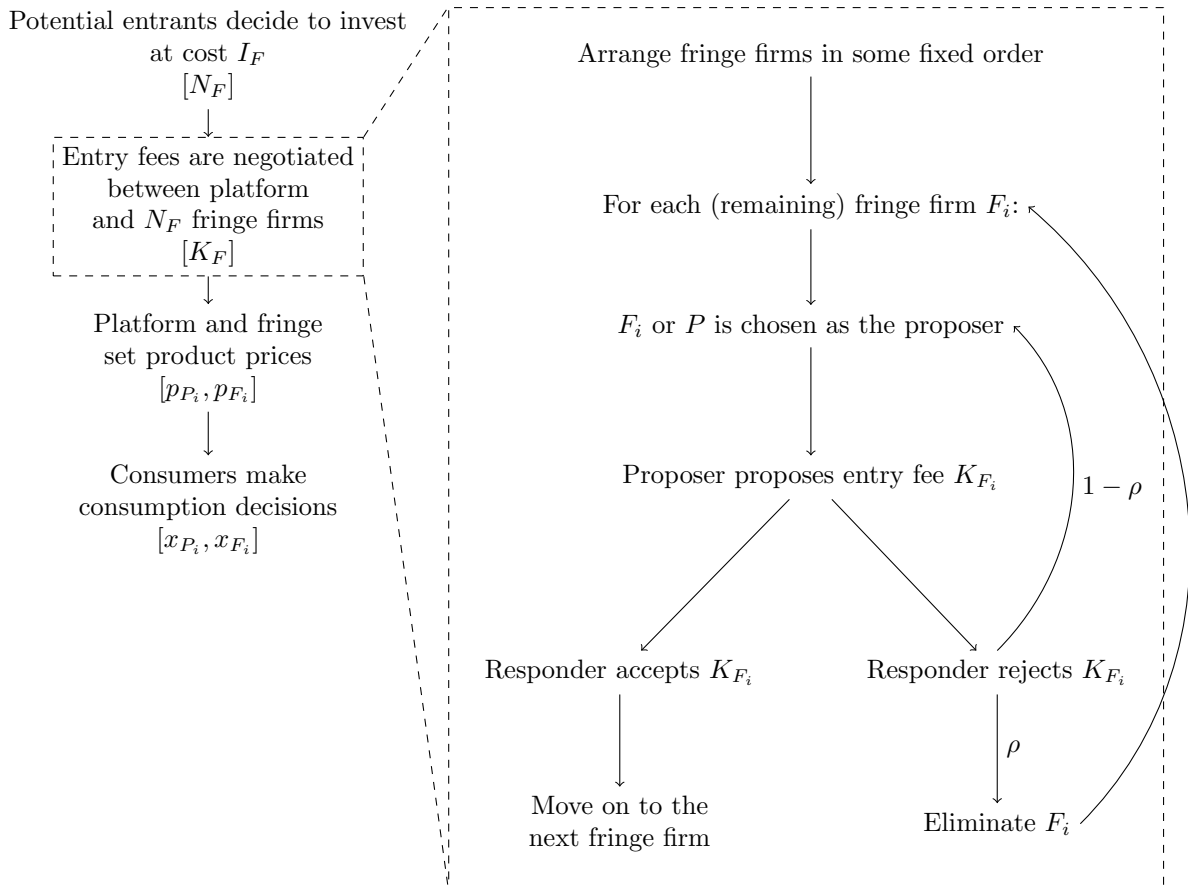 Potential entrants decide to invest
at cost I_F
[N_F]
Entry fees are negotiated
between platform
and N_F fringe firms
[K_F]
Platform and fringe
set product prices
[p_{P_i}, p_{F_i}]
Consumers make
consumption decisions
[x_{P_i}, x_{F_i}]
Arrange fringe firms in some fixed order
For each (remaining) fringe firm F_i:
F_i or P is chosen as the proposer
Proposer proposes entry fee K_{F_i}
1 − ρ
Responder accepts K_{F_i}
Responder rejects K_{F_i}
ρ
Move on to the
next fringe firm
Eliminate F_i